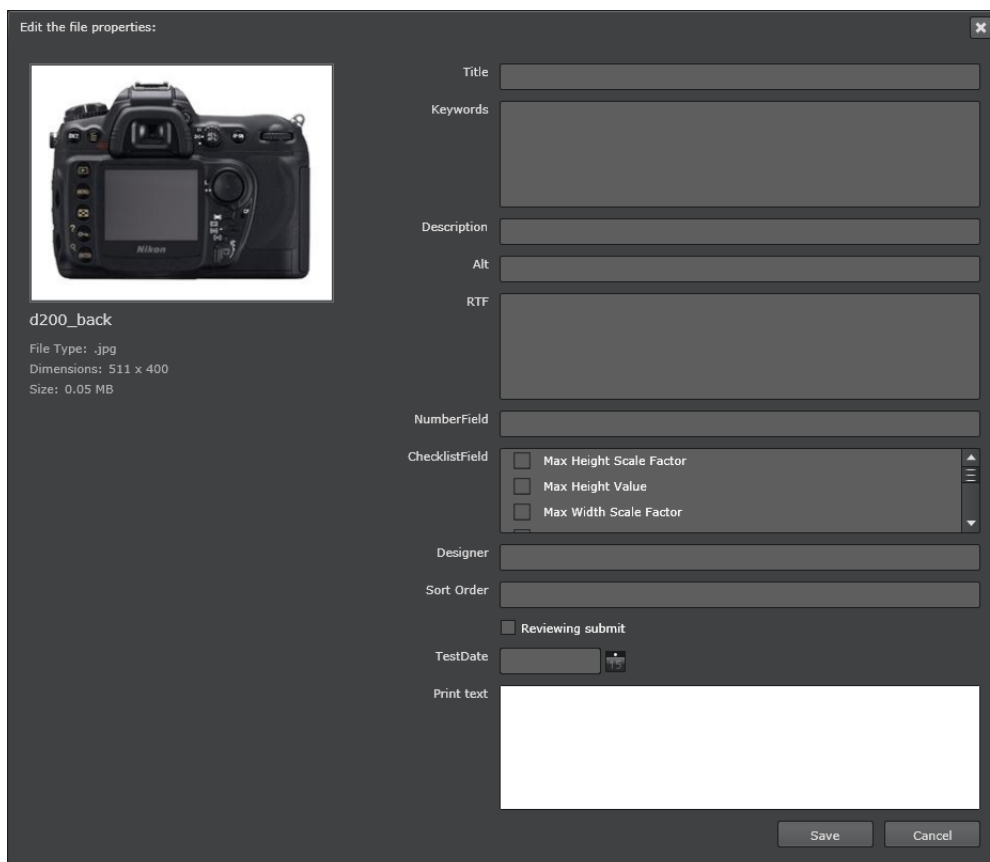 Edit the file properties:
Nikon
d200_back
File Type: .jpg
Dimensions: 511 x 400
Size: 0.05 MB
Title
Keywords
Description
Alt
RTF
NumberField
ChecklistField
Max Height Scale Factor
Max Height Value
Max Width Scale Factor
Designer
Sort Order
Reviewing submit
TestDate
15
Print text
Save
Cancel